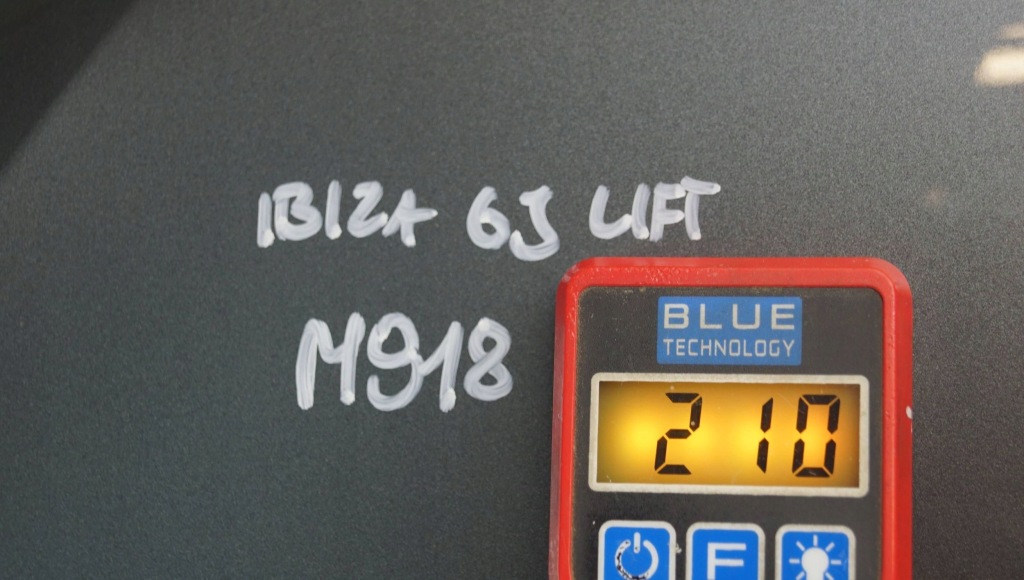 IBIZA 6J LIFT
M918
BLUE
TECHNOLOGY
210
F